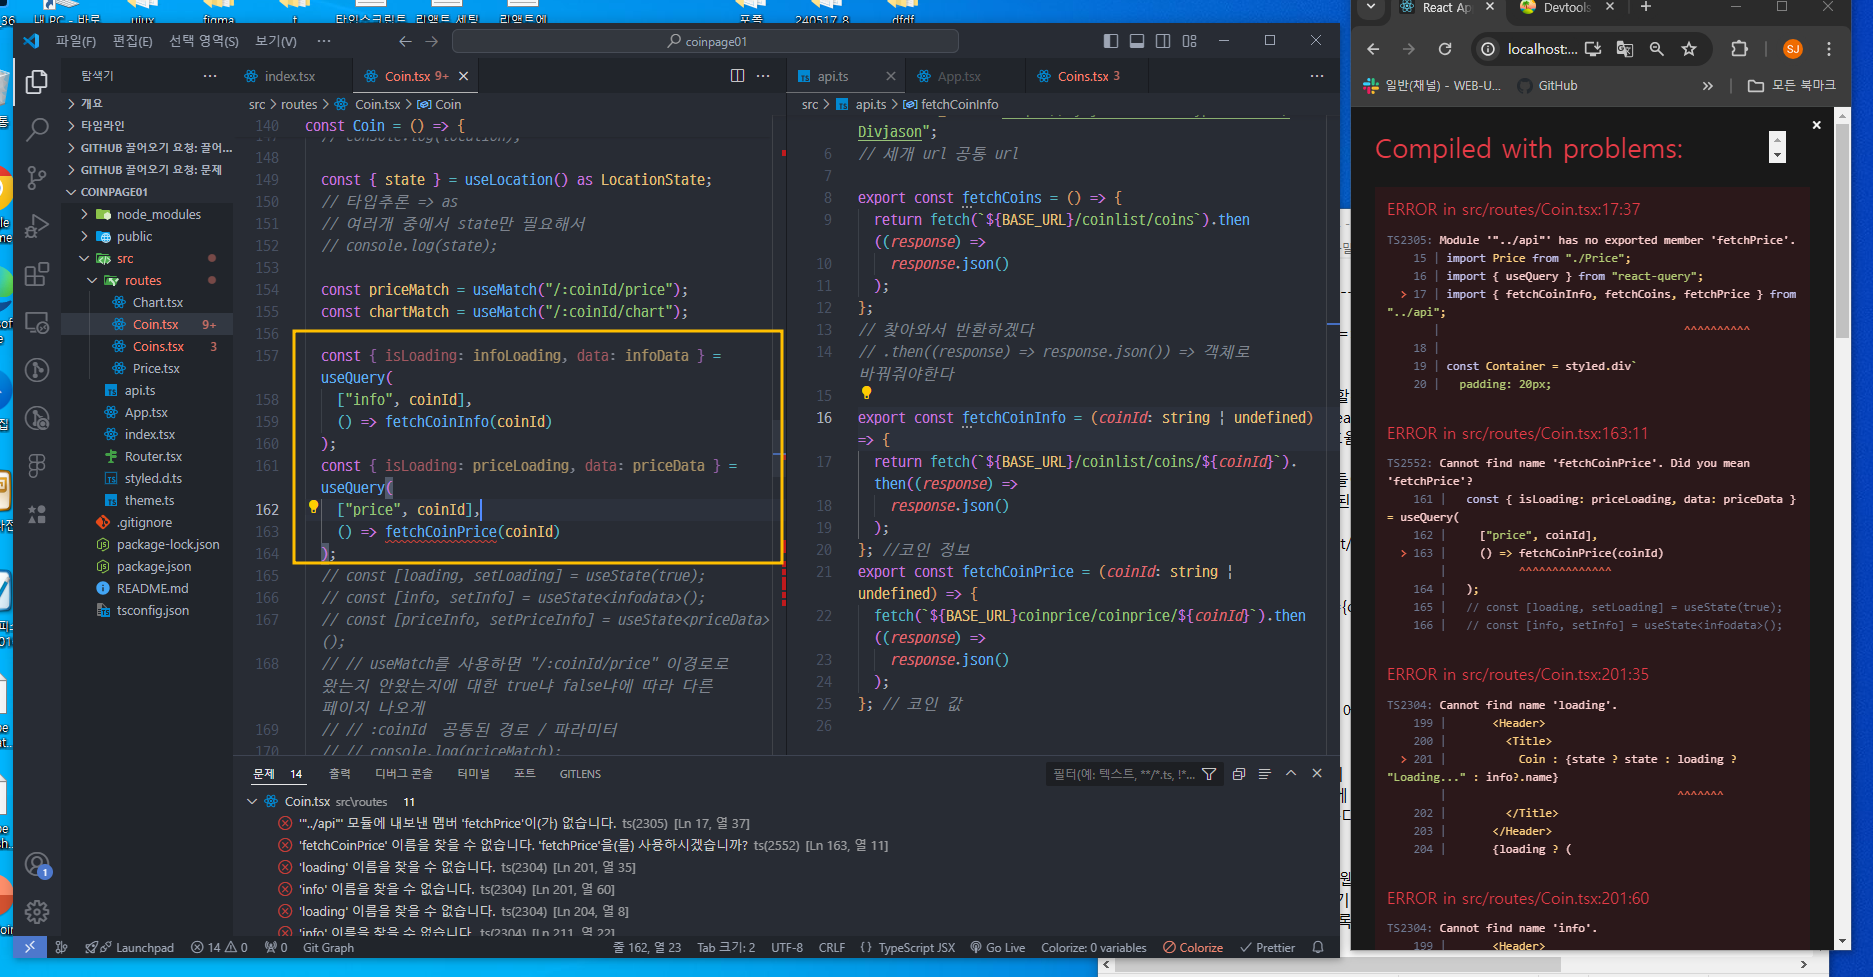 내 PC - 바로
uiux
figma
t
타입스크립트
리액트 세팅
리액트에
포폴
240517_8
dfdf
파일(F)
편집(E)
선택 영역(S)
보기(V)
···
coinpage01
탐색기
···
개요
타임라인
GITHUB 끌어오기 요청: 끌어...
GITHUB 끌어오기 요청: 문제
COINPAGE01
node_modules
public
src
routes
Chart.tsx
Coin.tsx 9+
Coins.tsx 3
Price.tsx
api.ts
App.tsx
index.tsx
Router.tsx
styled.d.ts
theme.ts
.gitignore
package-lock.json
package.json
README.md
tsconfig.json
index.tsx
Coin.tsx 9+
src > routes > Coin.tsx > Coin
140 const Coin = () => {
147 // console.log(location);
148
149 const { state } = useLocation() as LocationState;
150 // 타입추론 => as
151 // 여러개 중에서 state만 필요해서
152 // console.log(state);
153
154 const priceMatch = useMatch("/:coinId/price");
155 const chartMatch = useMatch("/:coinId/chart");
156
157 const { isLoading: infoLoading, data: infoData } =
useQuery(
158 ["info", coinId],
159 () => fetchCoinInfo(coinId)
160 );
161 const { isLoading: priceLoading, data: priceData } =
useQuery(
162 ["price", coinId],
163 () => fetchCoinPrice(coinId)
164 );
165 // const [loading, setLoading] = useState(true);
166 // const [info, setInfo] = useState<infodata>();
167 // const [priceInfo, setPriceInfo] = useState<priceData>
();
168 // // useMatch를 사용하면 "/:coinId/price" 이경로로
왔는지 안왔는지에 대한 true냐 false냐에 따라 다른
페이지 나오게
169 // // :coinId 공통된 경로 / 파라미터
170 // // console.log(priceMatch);
api.ts
App.tsx
Coins.tsx 3
···
src > api.ts > fetchCoinInfo
Divjason";
6 // 세개 url 공통 url
7
8 export const fetchCoins = () => {
9 return fetch(`${BASE_URL}/coinlist/coins`).then
((response) =>
10 response.json()
11 );
12 };
13 // 찾아와서 반환하겠다
14 // .then((response) => response.json()) => 객체로
바꿔줘야한다
15
16 export const fetchCoinInfo = (coinId: string ¦ undefined)
=> {
17 return fetch(`${BASE_URL}/coinlist/coins/${coinId}`).
then((response) =>
18 response.json()
19 );
20 }; //코인 정보
21 export const fetchCoinPrice = (coinId: string ¦
undefined) => {
22 fetch(`${BASE_URL}coinprice/coinprice/${coinId}`).then
((response) =>
23 response.json()
24 );
25 }; // 코인 값
26
문제 14
출력
디버그 콘솔
터미널
포트
GITLENS
필터(예: 텍스트, **/*.ts, !*...
Coin.tsx src\routes 11
'"../api"' 모듈에 내보낸 멤버 'fetchPrice'이(가) 없습니다. ts(2305) [Ln 17, 열 37]
'fetchCoinPrice' 이름을 찾을 수 없습니다. 'fetchPrice'을(를) 사용하시겠습니까? ts(2552) [Ln 163, 열 11]
'loading' 이름을 찾을 수 없습니다. ts(2304) [Ln 201, 열 35]
'info' 이름을 찾을 수 없습니다. ts(2304) [Ln 201, 열 60]
'loading' 이름을 찾을 수 없습니다. ts(2304) [Ln 204, 열 8]
'info' 이름을 찾을 수 없습니다. ts(2304) [Ln 211, 열 22]
Launchpad
14 0
0
Git Graph
줄 162, 열 23
Tab 크기: 2
UTF-8
CRLF
{} TypeScript JSX
Go Live
Colorize: 0 variables
Colorize
Prettier
React Ap
Devtools
localhost:...
SJ
일반(채널) - WEB-U...
GitHub
모든 북마크
Compiled with problems:
ERROR in src/routes/Coin.tsx:17:37
TS2305: Module '"../api"' has no exported member 'fetchPrice'.
15 | import Price from "./Price";
16 | import { useQuery } from "react-query";
> 17 | import { fetchCoinInfo, fetchCoins, fetchPrice } from
"../api";
| ^^^^^^^^^^
18 |
19 | const Container = styled.div`
20 | padding: 20px;
ERROR in src/routes/Coin.tsx:163:11
TS2552: Cannot find name 'fetchCoinPrice'. Did you mean
'fetchPrice'?
161 | const { isLoading: priceLoading, data: priceData }
= useQuery(
162 | ["price", coinId],
> 163 | () => fetchCoinPrice(coinId)
| ^^^^^^^^^^^^^^
164 | );
165 | // const [loading, setLoading] = useState(true);
166 | // const [info, setInfo] = useState<infodata>();
ERROR in src/routes/Coin.tsx:201:35
TS2304: Cannot find name 'loading'.
199 | <Header>
200 | <Title>
> 201 | Coin : {state ? state : loading ?
"Loading..." : info?.name}
| ^^^^^^^
202 | </Title>
203 | </Header>
204 | {loading ? (
ERROR in src/routes/Coin.tsx:201:60
TS2304: Cannot find name 'info'.
199 | <Header>